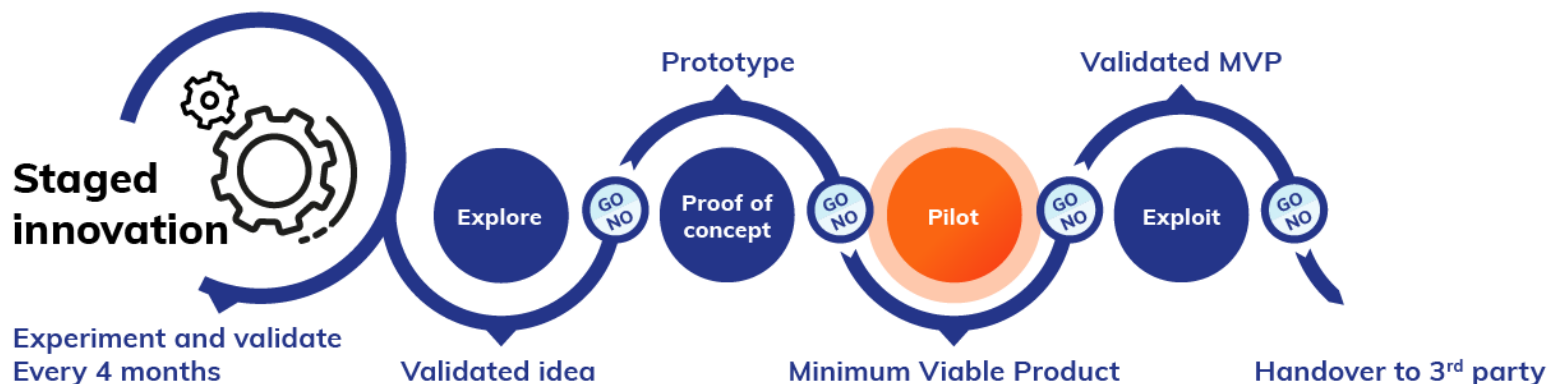 Staged
innovation
Experiment and validate
Every 4 months
Explore
Validated idea
GO
NO
Prototype
Proof of
concept
GO
NO
Pilot
Minimum Viable Product
GO
NO
Validated MVP
Exploit
GO
NO
Handover to 3rd party